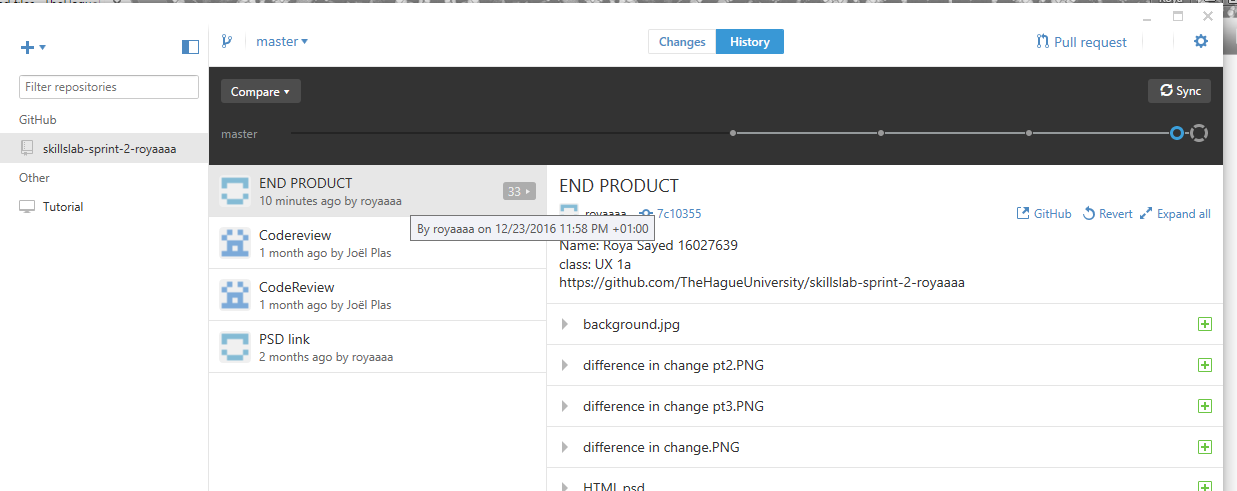 master
Changes
History
Pull request
Filter repositories
GitHub
skillslab-sprint-2-royaaaa
Other
Tutorial
Compare
Sync
master
END PRODUCT
10 minutes ago by royaaaa
33
By royaaaa on 12/23/2016 11:58 PM +01:00
Codereview
1 month ago by Joël Plas
CodeReview
1 month ago by Joël Plas
PSD link
2 months ago by royaaaa
END PRODUCT
royaaaa
7c10355
GitHub
Revert
Expand all
Name: Roya Sayed 16027639
class: UX 1a
https://github.com/TheHagueUniversity/skillslab-sprint-2-royaaaa
background.jpg
difference in change pt2.PNG
difference in change pt3.PNG
difference in change.PNG
HTML.psd